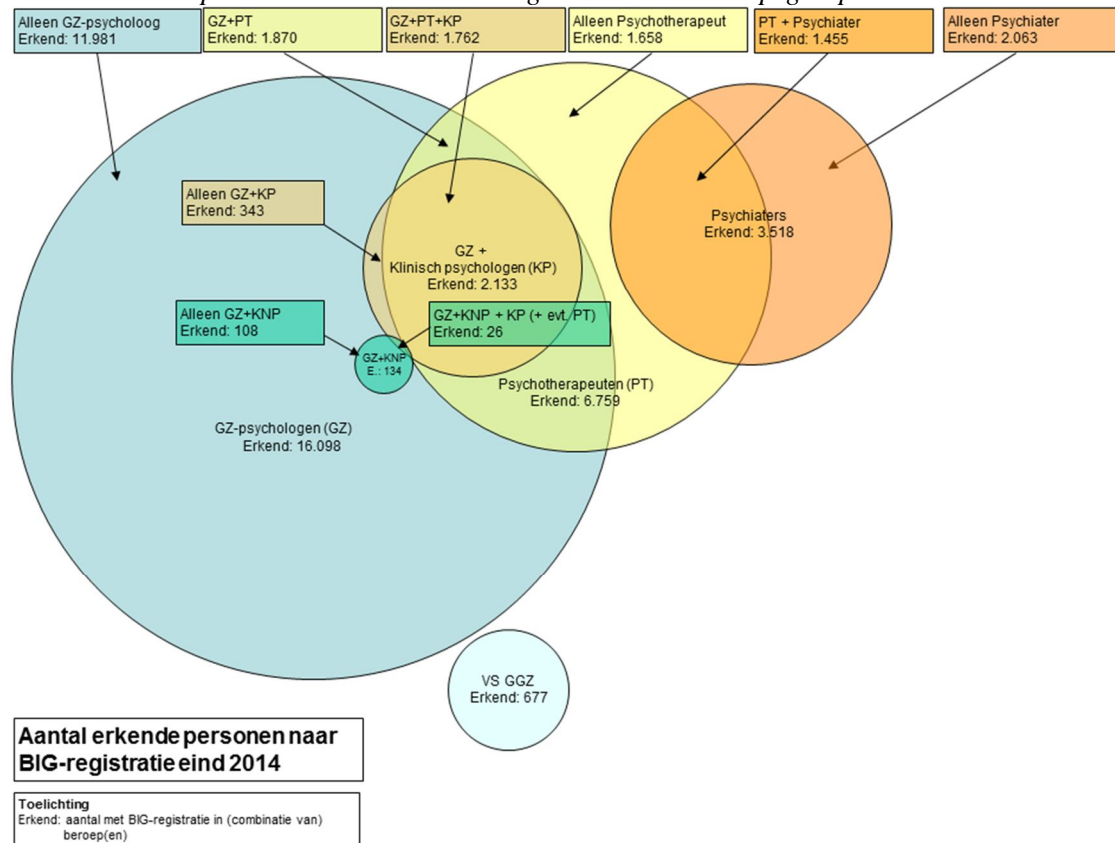 Alleen GZ-psycholoog
Erkend: 11.981
GZ+PT
Erkend: 1.870
GZ+PT+KP
Erkend: 1.762
Alleen Psychotherapeut
Erkend: 1.658
PT + Psychiater
Erkend: 1.455
Alleen Psychiater
Erkend: 2.063
Alleen GZ+KP
Erkend: 343
Psychiaters
Erkend: 3.518
GZ +
Klinisch psychologen (KP)
Erkend: 2.133
Alleen GZ+KNP
Erkend: 108
GZ+KNP + KP (+ evt. PT)
Erkend: 26
GZ+KNP
E.: 134
Psychotherapeuten (PT)
Erkend: 6.759
GZ-psychologen (GZ)
Erkend: 16.098
VS GGZ
Erkend: 677
Aantal erkende personen naar
BIG-registratie eind 2014
Toelichting
Erkend: aantal met BIG-registratie in (combinatie van)
beroep(en)